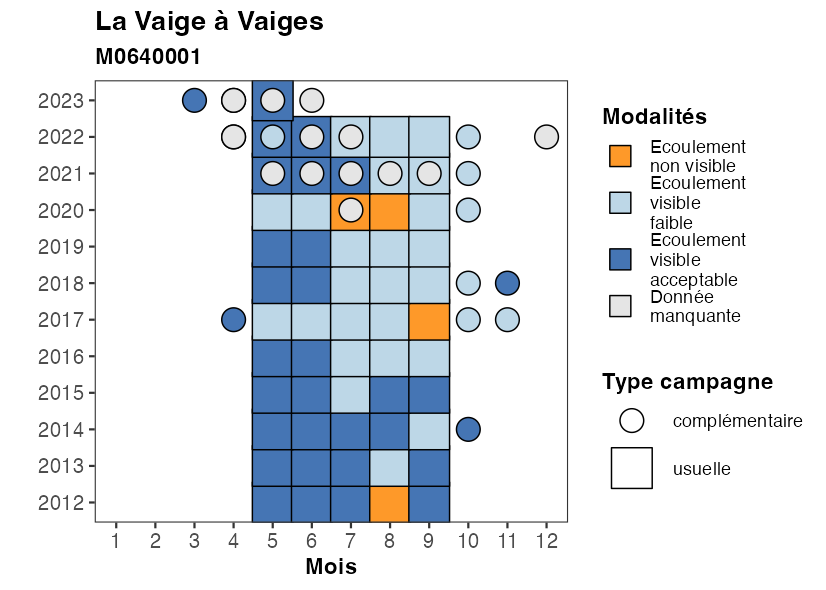 La Vaige à Vaiges
M0640001
2023
2022
2021
2020
2019
2018
2017
2016
2015
2014
2013
2012
1 2 3 4 5 6 7 8 9 10 11 12
Mois
Modalités
Ecoulement
non visible
Ecoulement
visible
faible
Ecoulement
visible
acceptable
Donnée
manquante
Type campagne
complémentaire
usuelle